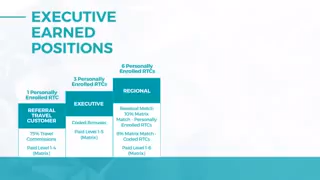 EXECUTIVE
EARNED
POSITIONS
6 Personally
Enrolled RTCs
3 Personally
Enrolled RTCs
1 Personally
Enrolled RTC
REGIONAL
EXECUTIVE
REFERRAL
TRAVEL
CUSTOMER
Residual Match:
10% Matrix
Match - Personally
Enrolled RTCs
Coded Bonuses
75% Travel
Commissions
Paid Level 1-5
(Matrix)
Paid Level 1-4
(Matrix)
Coded RTCs
Paid Level 1-6
(Matrix)